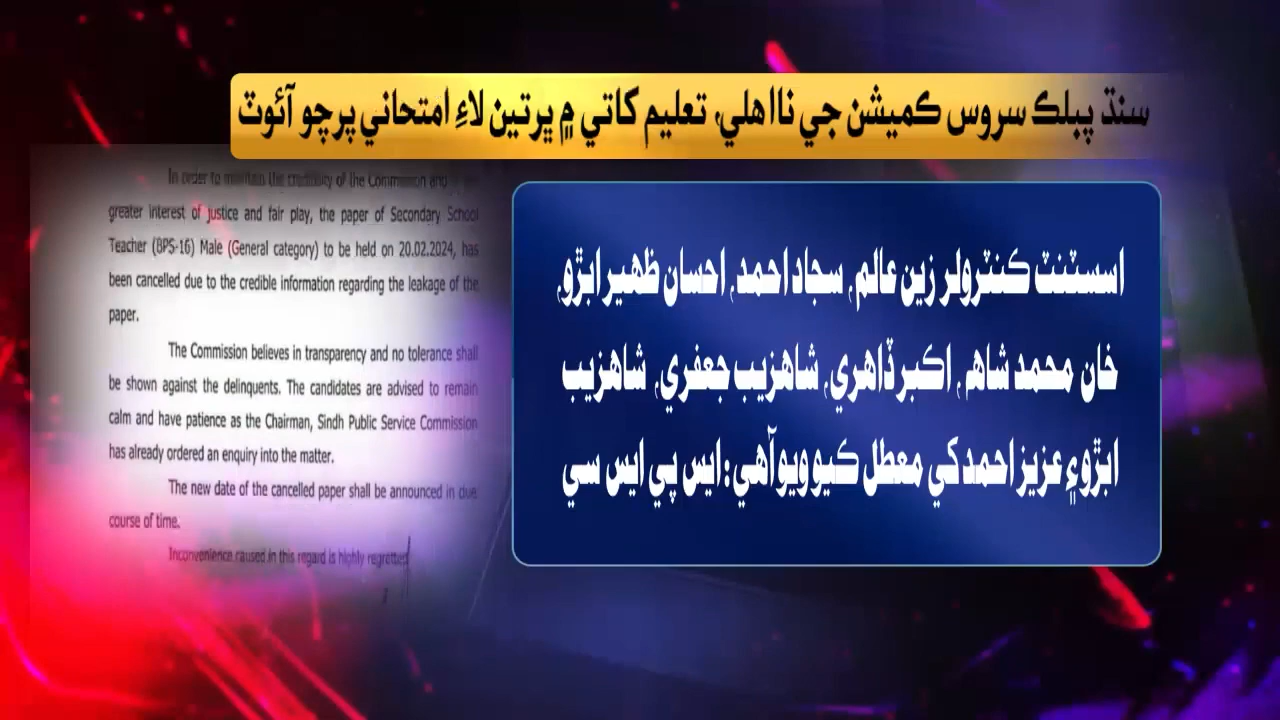 سنڌ پبلڪ سروس ڪميشن جي نااهلي، تعليم کاتي ۾ ڀرتين لاءِ امتحاني پرچو آئوٽ
In order to maintain the credibility of the Commission and
greater interest of justice and fair play, the paper of Secondary School
Teacher (BPS-16) Male (General category) to be held on 20.02.2024, has
been cancelled due to the credible information regarding the leakage of the
paper.
The Commission believes in transparency and no tolerance shall
be shown against the delinquents. The candidates are advised to remain
calm and have patience as the Chairman, Sindh Public Service Commission
has already ordered an enquiry into the matter.
The new date of the cancelled paper shall be announced in due
course of time.
Inconvenience caused in this regard is highly regretted
اسسٽنٽ ڪنٽرولر زين عالم، سجاد احمد، احسان ظهير ابڙو،
خان محمد شاهه، اڪبر ڏاهري، شاهزيب جعفري، شاهزيب
ابڙو ۽ عزيز احمد کي معطل ڪيو ويو آهي: ايس پي ايس سي